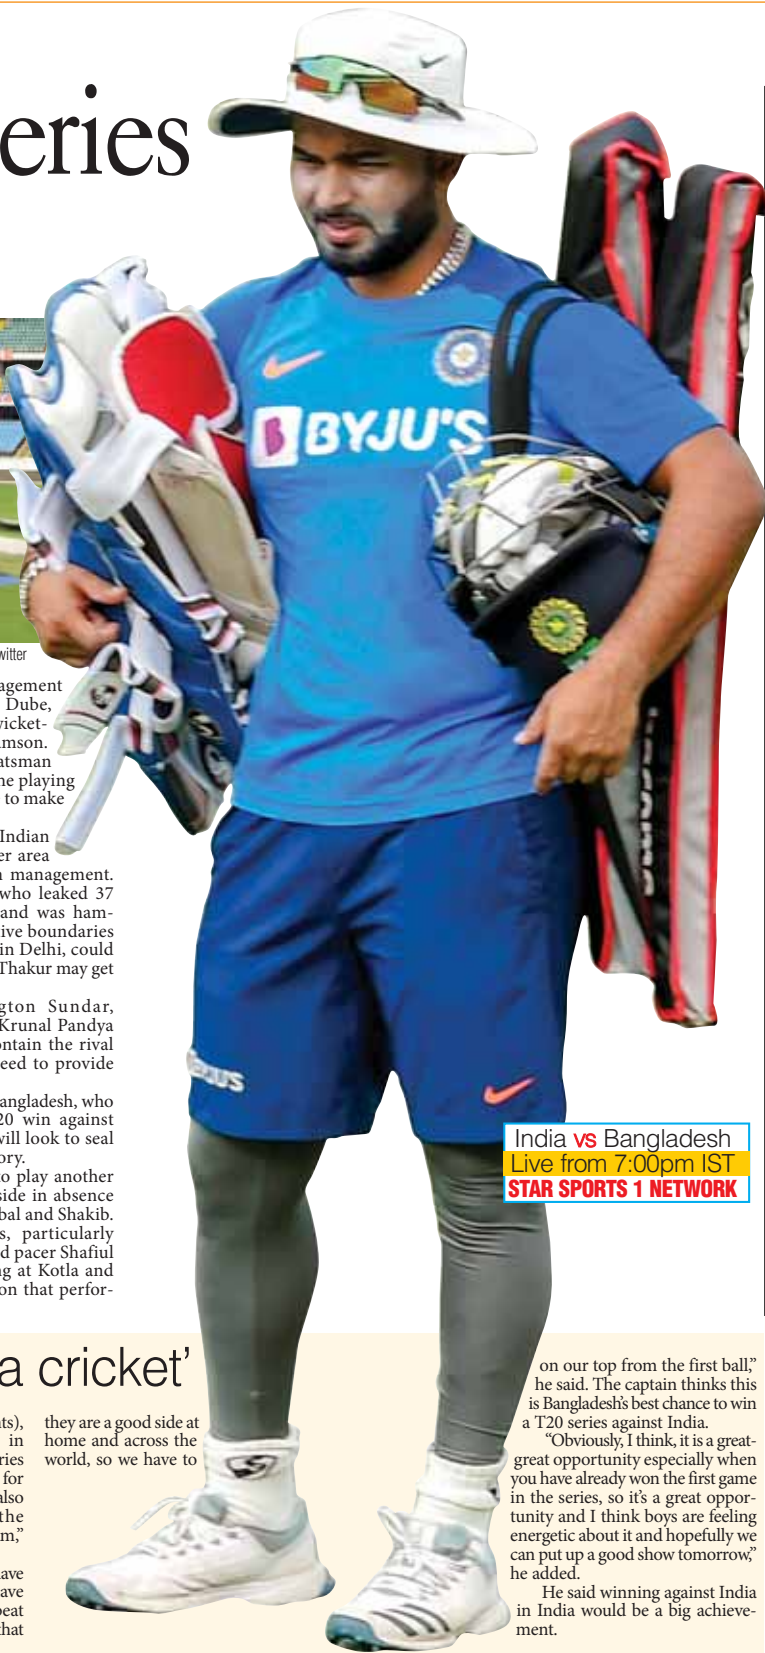 eries
BYJU'S
witter
agement
Dube,
icket-
mson.
atsman
ne playing
to make
Indian
er area
management.
who leaked 37
and was ham-
ive boundaries
in Delhi, could
Thakur may get
gton Sundar,
Krunal Pandya
ntain the rival
eed to provide
angladesh, who
20 win against
will look to seal
ory.
to play another
side in absence
bal and Shakib.
s, particularly
d pacer Shafiul
ng at Kotla and
on that perfor-
India vs Bangladesh
Live from 7:00pm IST
STAR SPORTS 1 NETWORK
a cricket’
ts),
in
ries
for
also
the
m,”
ave
ave
beat
that
they are a good side at
home and across the
world, so we have to
on our top from the first ball,”
he said. The captain thinks this
is Bangladesh’s best chance to win
a T20 series against India.
“Obviously, I think, it is a great-
great opportunity especially when
you have already won the first game
in the series, so it’s a great oppor-
tunity and I think boys are feeling
energetic about it and hopefully we
can put up a good show tomorrow,”
he added.
He said winning against India
in India would be a big achieve-
ment.